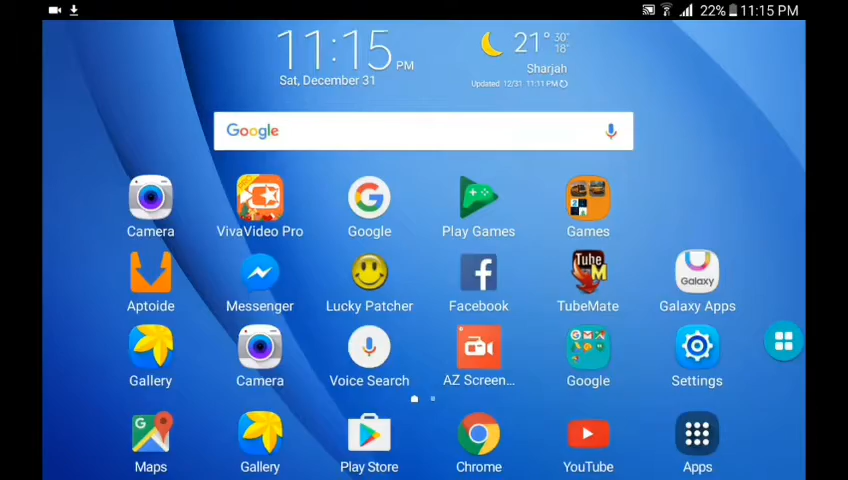 22% 11:15 PM
11:15 PM
Sat, December 31
21° 30°
18°
Sharjah
Updated 12/31 11:11 PM
Google
Camera
VivaVideo Pro
Google
Play Games
Games
Aptoide
Messenger
Lucky Patcher
Facebook
Tube
M
TubeMate
Galaxy
Galaxy Apps
Gallery
Camera
Voice Search
AZ Screen...
Google
Settings
Maps
Gallery
Play Store
Chrome
YouTube
Apps